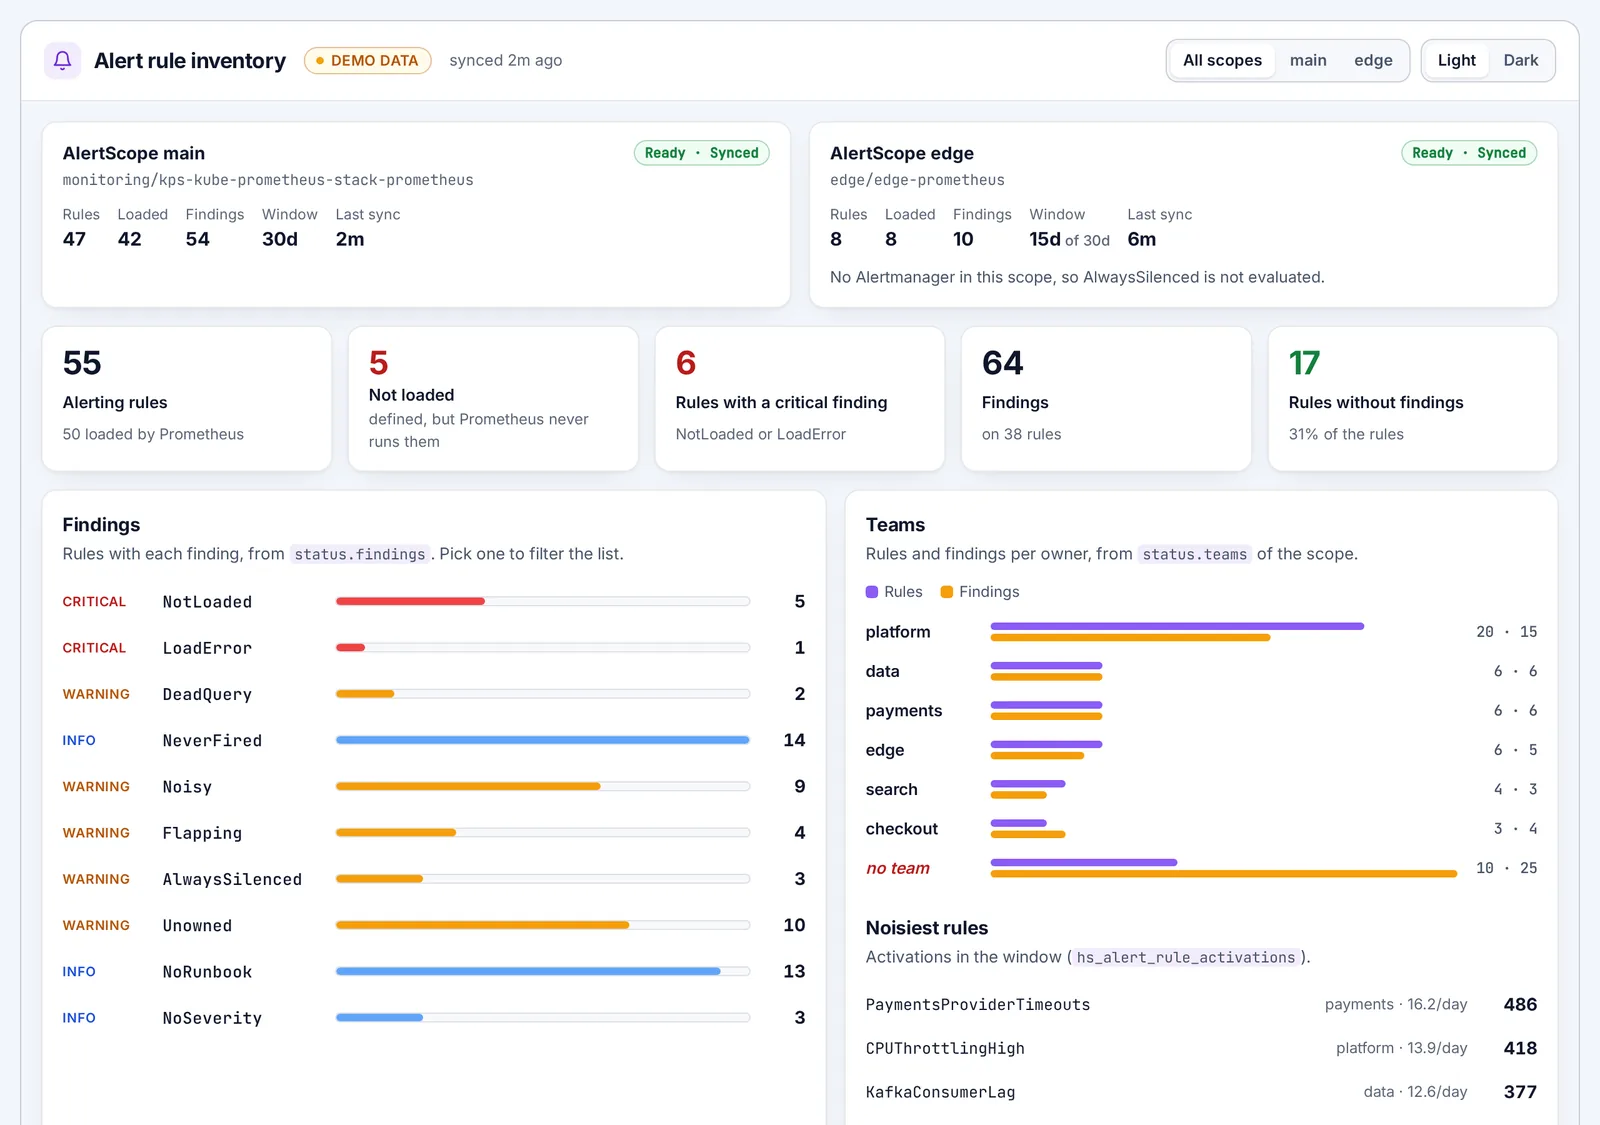 Alert rule inventory
DEMO DATA
synced 2m ago
All scopes main edge
Light Dark
AlertScope main
Ready · Synced
monitoring/kps-kube-prometheus-stack-prometheus
Rules Loaded Findings Window Last sync
47 42 54 30d 2m
AlertScope edge
Ready · Synced
edge/edge-prometheus
Rules Loaded Findings Window Last sync
8 8 10 15d of 30d 6m
No Alertmanager in this scope, so AlwaysSilenced is not evaluated.
55
Alerting rules
50 loaded by Prometheus
5
Not loaded
defined, but Prometheus never
runs them
6
Rules with a critical finding
NotLoaded or LoadError
64
Findings
on 38 rules
17
Rules without findings
31% of the rules
Findings
Rules with each finding, from status.findings. Pick one to filter the list.
CRITICAL NotLoaded 5
CRITICAL LoadError 1
WARNING DeadQuery 2
INFO NeverFired 14
WARNING Noisy 9
WARNING Flapping 4
WARNING AlwaysSilenced 3
WARNING Unowned 10
INFO NoRunbook 13
INFO NoSeverity 3
Teams
Rules and findings per owner, from status.teams of the scope.
Rules Findings
platform 20 · 15
data 6 · 6
payments 6 · 6
edge 6 · 5
search 4 · 3
checkout 3 · 4
no team 10 · 25
Noisiest rules
Activations in the window (hs_alert_rule_activations).
PaymentsProviderTimeouts payments · 16.2/day 486
CPUThrottlingHigh platform · 13.9/day 418
KafkaConsumerLag data · 12.6/day 377